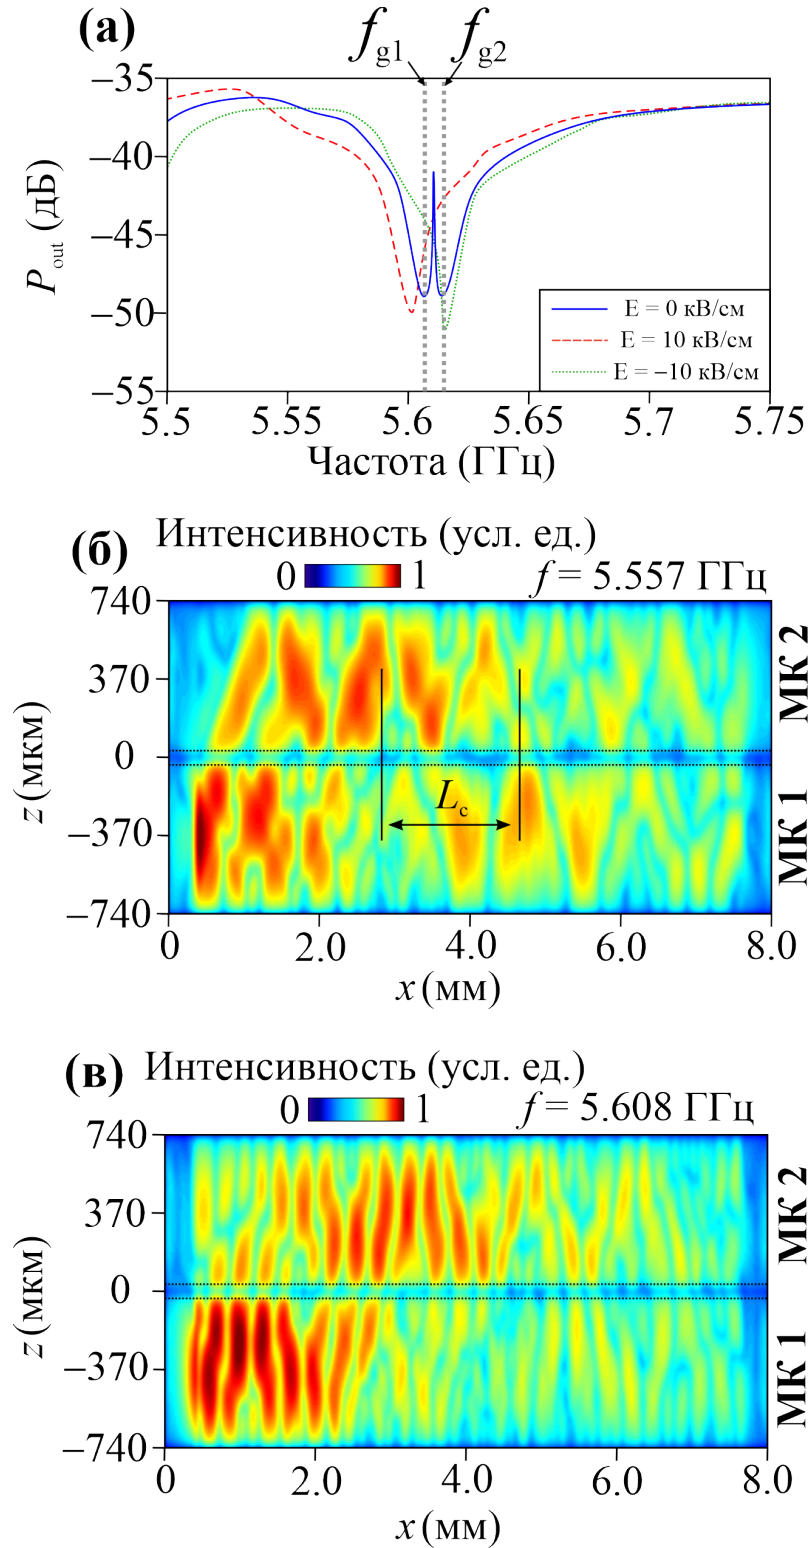 (а)
f g1 f g2
−35
−40
−45
−50
−55
P out (дБ)
E = 0 кВ/см
E = 10 кВ/см
E = −10 кВ/см
5.5 5.55 5.6 5.65 5.7 5.75
Частота (ГГц)
(б) Интенсивность (усл. ед.)
0 1 f = 5.557 ГГц
740
370
0
−370
−740
z (мкм)
L c
МК 2
МК 1
0 2.0 4.0 6.0 8.0
x (мм)
(в) Интенсивность (усл. ед.)
0 1 f = 5.608 ГГц
740
370
0
−370
−740
z (мкм)
МК 2
МК 1
0 2.0 4.0 6.0 8.0
x (мм)